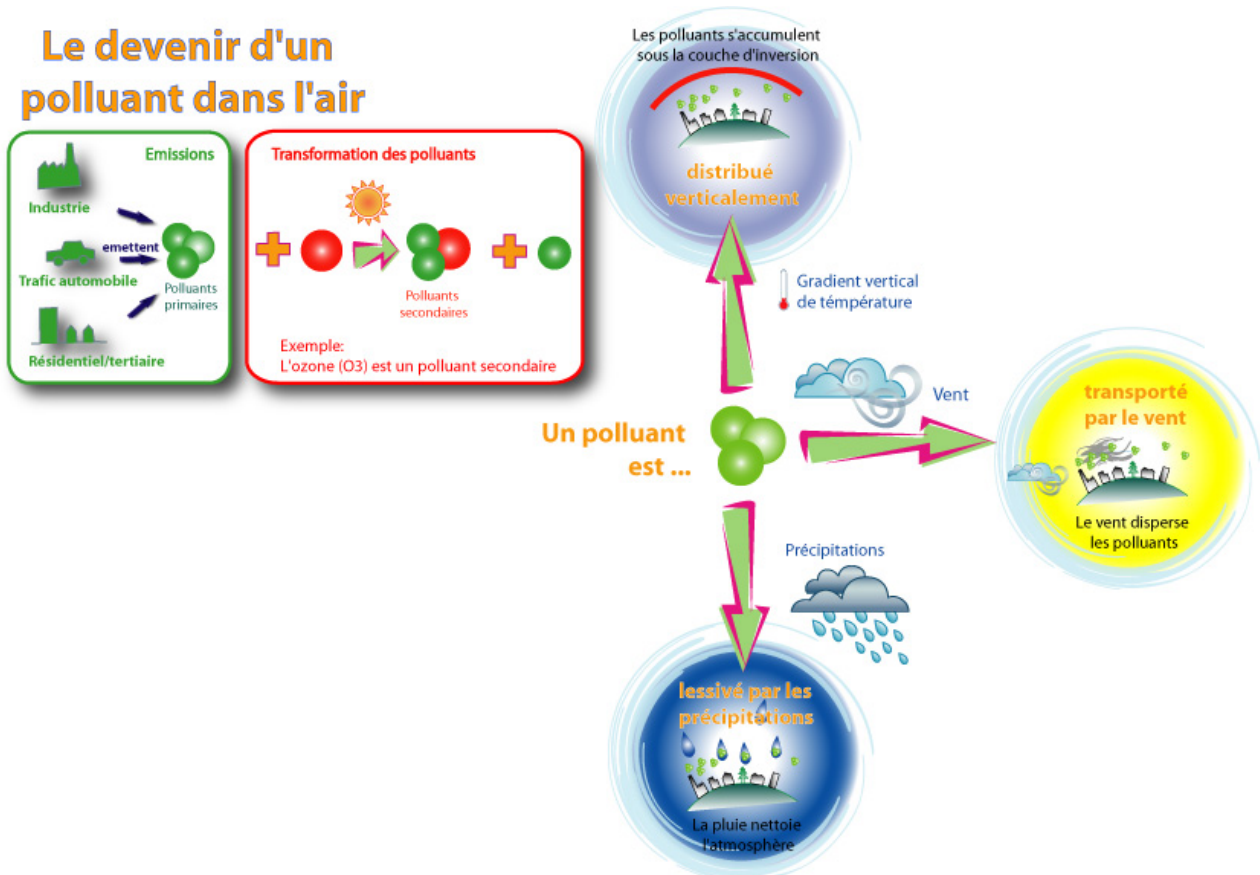 Le devenir d'un
polluant dans l'air
Emissions
Industrie
emettent
Trafic automobile
Polluants
primaires
Résidentiel/tertiaire
Transformation des polluants
Polluants
secondaires
Exemple:
L'ozone (O3) est un polluant secondaire
Les polluants s'accumulent
sous la couche d'inversion
distribué
verticalement
Gradient vertical
de témpérature
Un polluant
est ...
Vent
transporté
par le vent
Le vent disperse
les polluants
Précipitations
lessivé par les
précipitations
La pluie nettoie
l'atmosphère